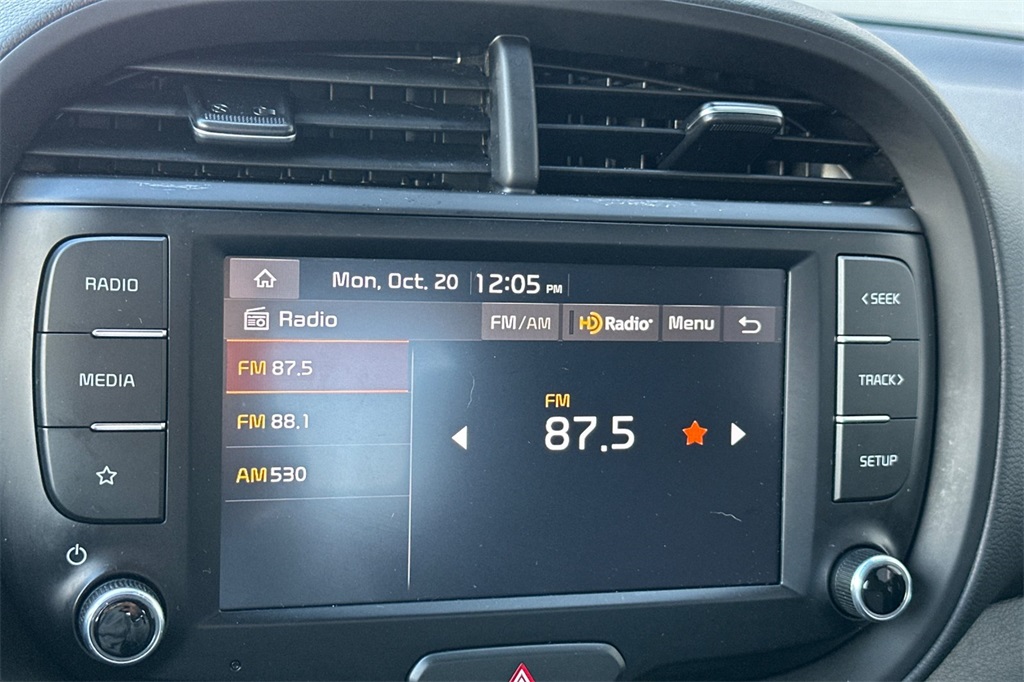 RADIO
MEDIA
Mon, Oct. 20 12:05 PM
Radio FM/AM HD Radio Menu
FM 87.5
FM 88.1
AM 530
FM
87.5
<SEEK
TRACK>
SETUP